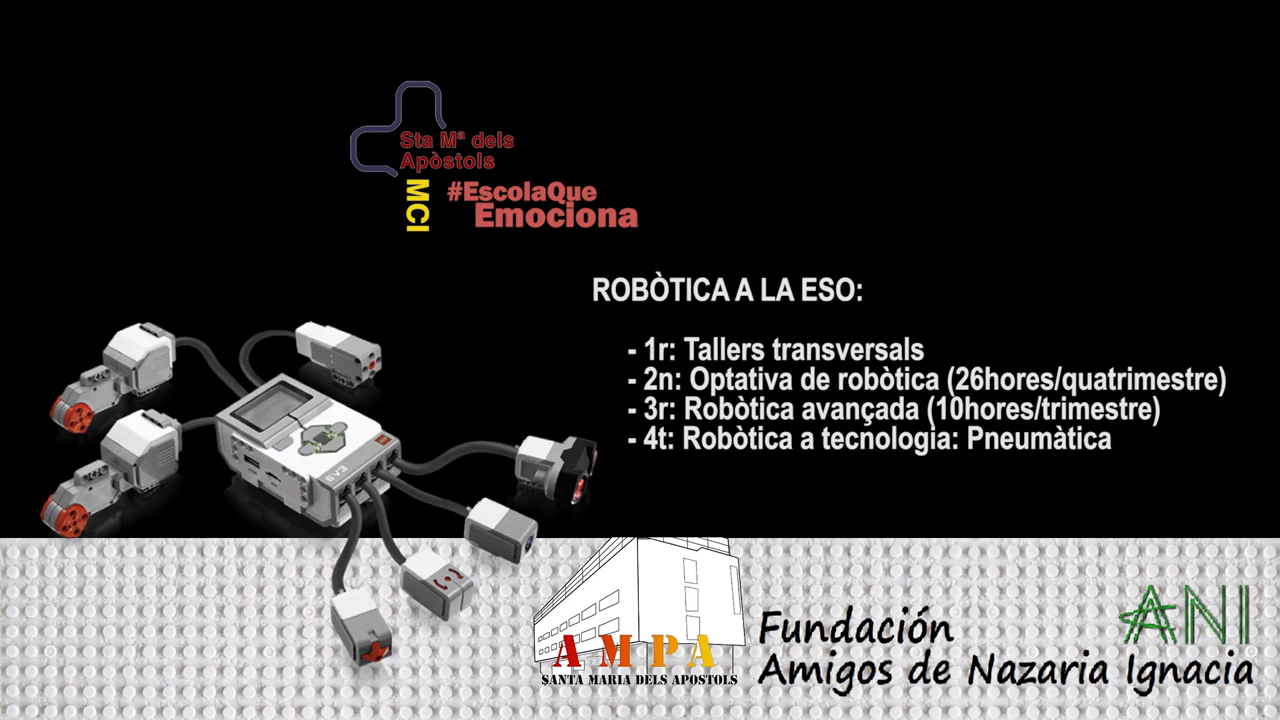 Sta Mª dels
Apòstols
MCI
#EscolaQue
Emociona
ROBÒTICA A LA ESO:
- 1r: Tallers transversals
- 2n: Optativa de robòtica (26hores/quatrimestre)
- 3r: Robòtica avançada (10hores/trimestre)
- 4t: Robòtica a tecnologia: Pneumàtica
EV3
AMPA
SANTA MARIA DELS APOSTOLS
ANI
Fundación
Amigos de Nazaria Ignacia